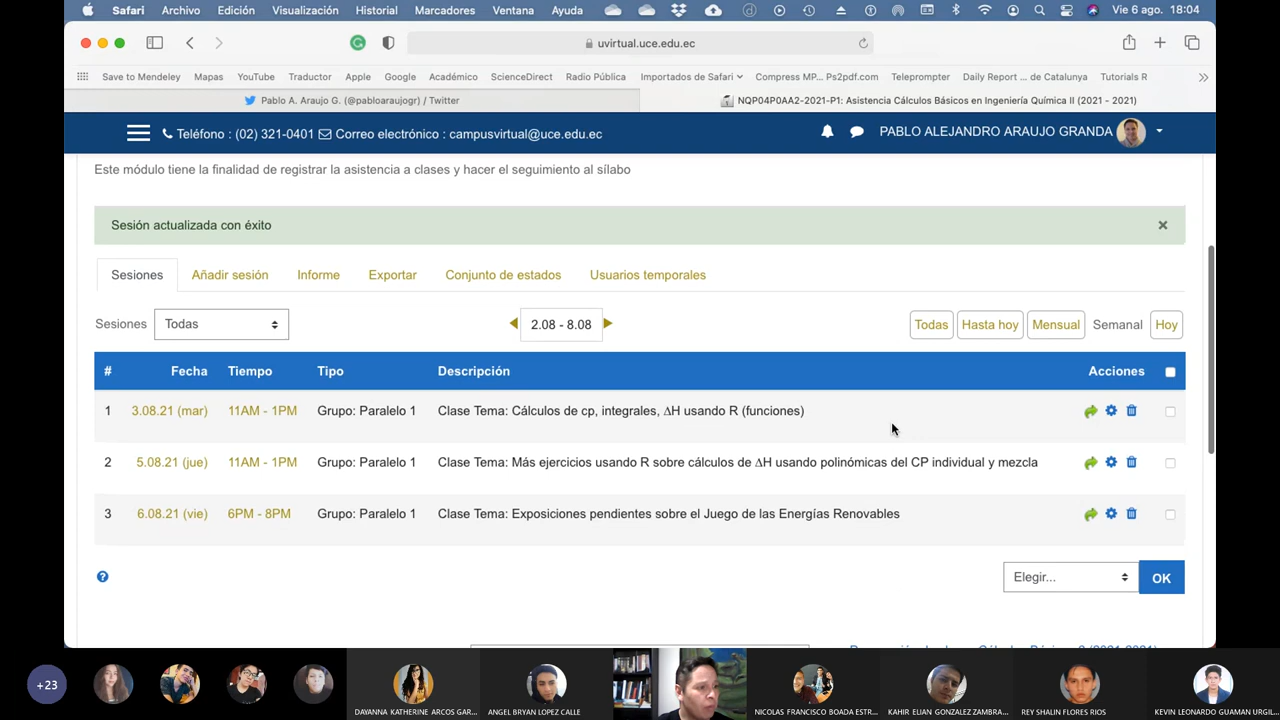 Safari Archivo Edición Visualización Historial Marcadores Ventana Ayuda Vie 6 ago. 18:04
uvirtual.uce.edu.ec
Save to Mendeley Mapas YouTube Traductor Apple Google Académico ScienceDirect Radio Pública Importados de Safari Compress MP... Ps2pdf.com Teleprompter Daily Report ... de Catalunya Tutorials R
Pablo A. Araujo G. (@pabloaraujogr) / Twitter NQP04P0AA2-2021-P1: Asistencia Cálculos Básicos en Ingeniería Química II (2021 - 2021)
Teléfono : (02) 321-0401 Correo electrónico : campusvirtual@uce.edu.ec PABLO ALEJANDRO ARAUJO GRANDA
Este módulo tiene la finalidad de registrar la asistencia a clases y hacer el seguimiento al sílabo
Sesión actualizada con éxito ×
Sesiones Añadir sesión Informe Exportar Conjunto de estados Usuarios temporales
Sesiones Todas 2.08 - 8.08 Todas Hasta hoy Mensual Semanal Hoy
# Fecha Tiempo Tipo Descripción Acciones
1 3.08.21 (mar) 11AM - 1PM Grupo: Paralelo 1 Clase Tema: Cálculos de cp, integrales, ΔH usando R (funciones)
2 5.08.21 (jue) 11AM - 1PM Grupo: Paralelo 1 Clase Tema: Más ejercicios usando R sobre cálculos de ΔH usando polinómicas del CP individual y mezcla
3 6.08.21 (vie) 6PM - 8PM Grupo: Paralelo 1 Clase Tema: Exposiciones pendientes sobre el Juego de las Energías Renovables
Elegir... OK
+23
DAYANNA KATHERINE ARCOS GAR... ANGEL BRYAN LOPEZ CALLE NICOLAS FRANCISCO BOADA ESTR... KAHIR ELIAN GONZALEZ ZAMBRA... REY SHALIN FLORES RIOS KEVIN LEONARDO GUAMAN URGIL...